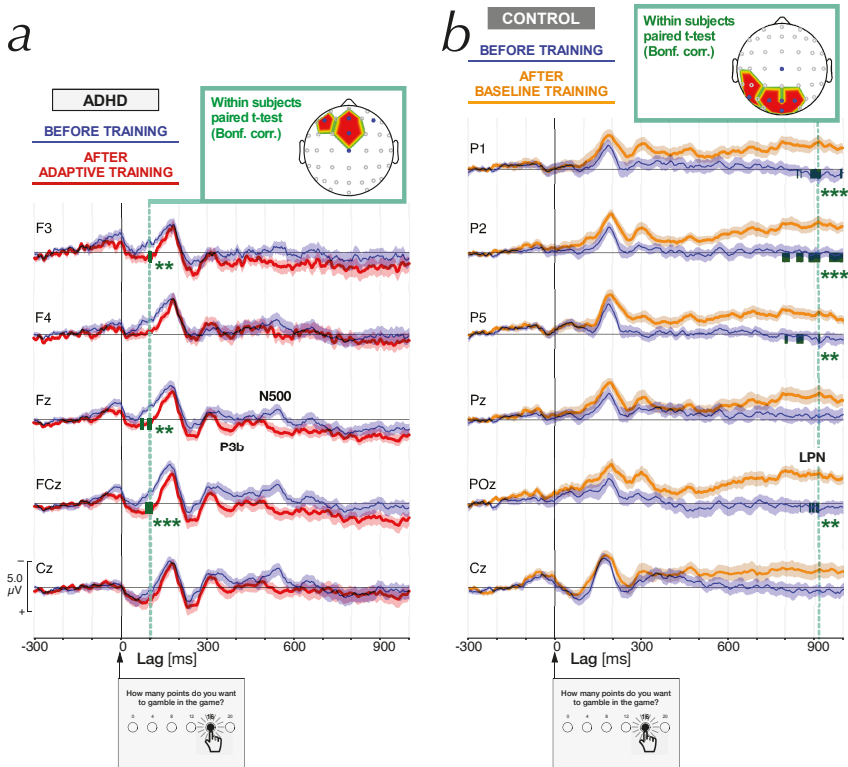 a
ADHD
BEFORE TRAINING
AFTER
ADAPTIVE TRAINING
Within subjects
paired t-test
(Bonf. corr.)
F3
**
F4
Fz
N500
**
P3b
FCz
***
Cz
−
5.0
µV
+
-300 0 300 600 900
Lag [ms]
How many points do you want
to gamble in the game?
0 4 8 12 16 20
b
CONTROL
BEFORE TRAINING
AFTER
BASELINE TRAINING
Within subjects
paired t-test
(Bonf. corr.)
P1
***
P2
***
P5
**
Pz
LPN
POz
**
Cz
-300 0 300 600 900
Lag [ms]
How many points do you want
to gamble in the game?
0 4 8 12 16 20